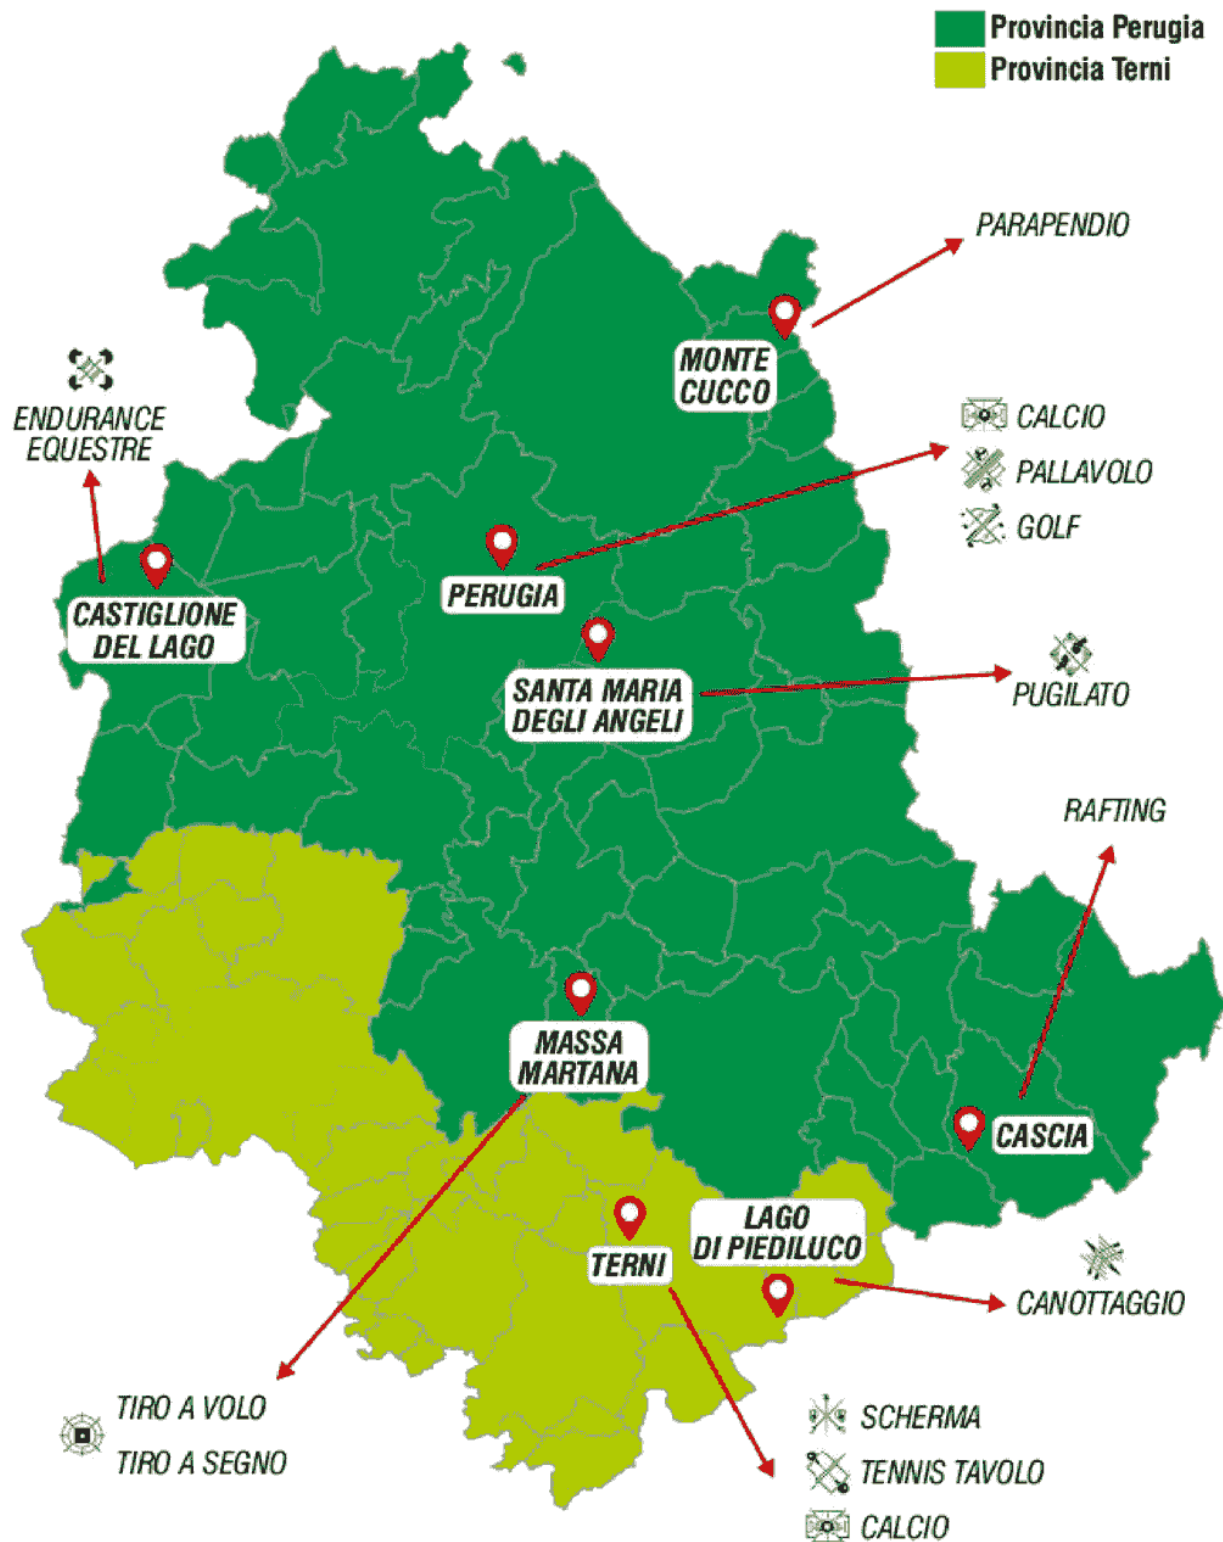 Provincia Perugia
Provincia Terni
PARAPENDIO
MONTE
CUCCO
ENDURANCE
EQUESTRE
CALCIO
PALLAVOLO
GOLF
PERUGIA
CASTIGLIONE
DEL LAGO
SANTA MARIA
DEGLI ANGELI
PUGILATO
RAFTING
MASSA
MARTANA
CASCIA
LAGO
DI PIEDILUCO
TERNI
CANOTTAGGIO
TIRO A VOLO
TIRO A SEGNO
SCHERMA
TENNIS TAVOLO
CALCIO